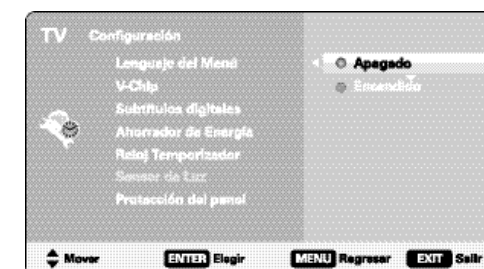 TV Configuración
Lenguaje del Menú
V-Chip
Subtítulos digitales
Ahorrador de Energía
Reloj Temporizador
Sensor de Luz
Protección del panel
Apagado
Encendido
Mover ENTER Elegir MENU Regresar EXIT Salir